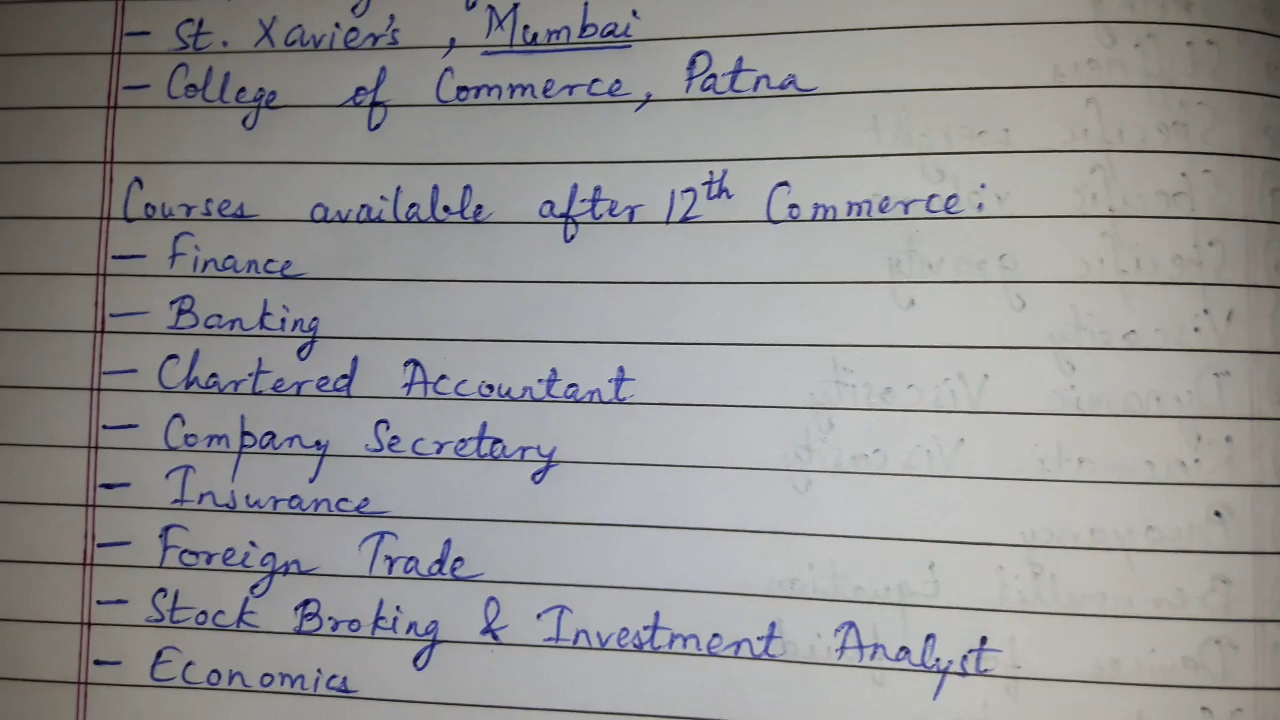 - St. Xavier's, Mumbai
- College of Commerce, Patna
Courses available after 12th Commerce:
- Finance
- Banking
- Chartered Accountant
- Company Secretary
- Insurance
- Foreign Trade
- Stock Broking & Investment Analyst
- Economics